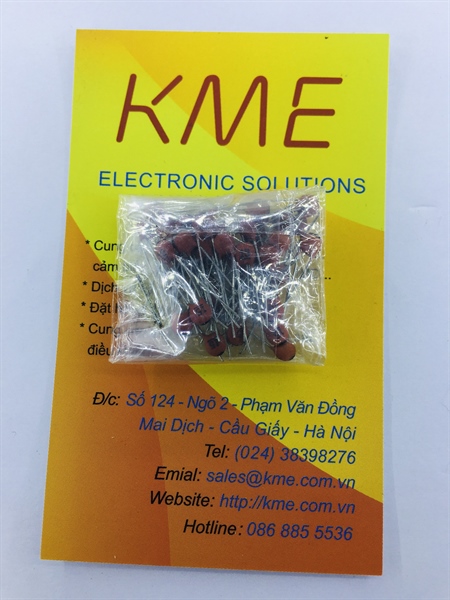 KME
ELECTRONIC SOLUTIONS
* Cung
cảm
* Dịch
* Đặt
* Cung
điều
Đ/c: Số 124 - Ngõ 2 - Phạm Văn Đồng
Mai Dịch - Cầu Giấy - Hà Nội
Tel: (024) 38398276
Emial: sales@kme.com.vn
Website: http://kme.com.vn
Hotline: 086 885 5536